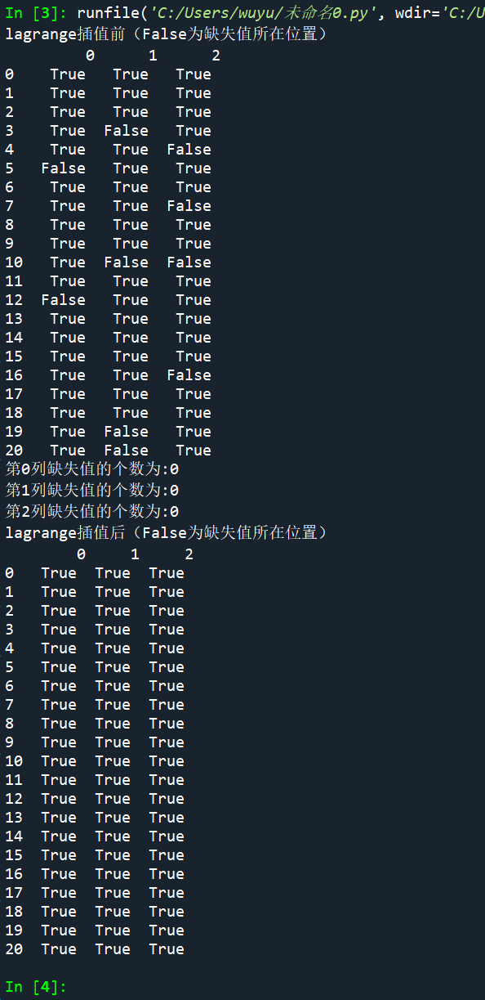 In [3]: runfile('C:/Users/wuyu/未命名0.py', wdir='C:/U
lagrange插值前（False为缺失值所在位置）
0 1 2
0 True True True
1 True True True
2 True True True
3 True False True
4 True True False
5 False True True
6 True True True
7 True True False
8 True True True
9 True True True
10 True False False
11 True True True
12 False True True
13 True True True
14 True True True
15 True True True
16 True True False
17 True True True
18 True True True
19 True False True
20 True False True
第0列缺失值的个数为:0
第1列缺失值的个数为:0
第2列缺失值的个数为:0
lagrange插值后（False为缺失值所在位置）
0 1 2
0 True True True
1 True True True
2 True True True
3 True True True
4 True True True
5 True True True
6 True True True
7 True True True
8 True True True
9 True True True
10 True True True
11 True True True
12 True True True
13 True True True
14 True True True
15 True True True
16 True True True
17 True True True
18 True True True
19 True True True
20 True True True
In [4]: